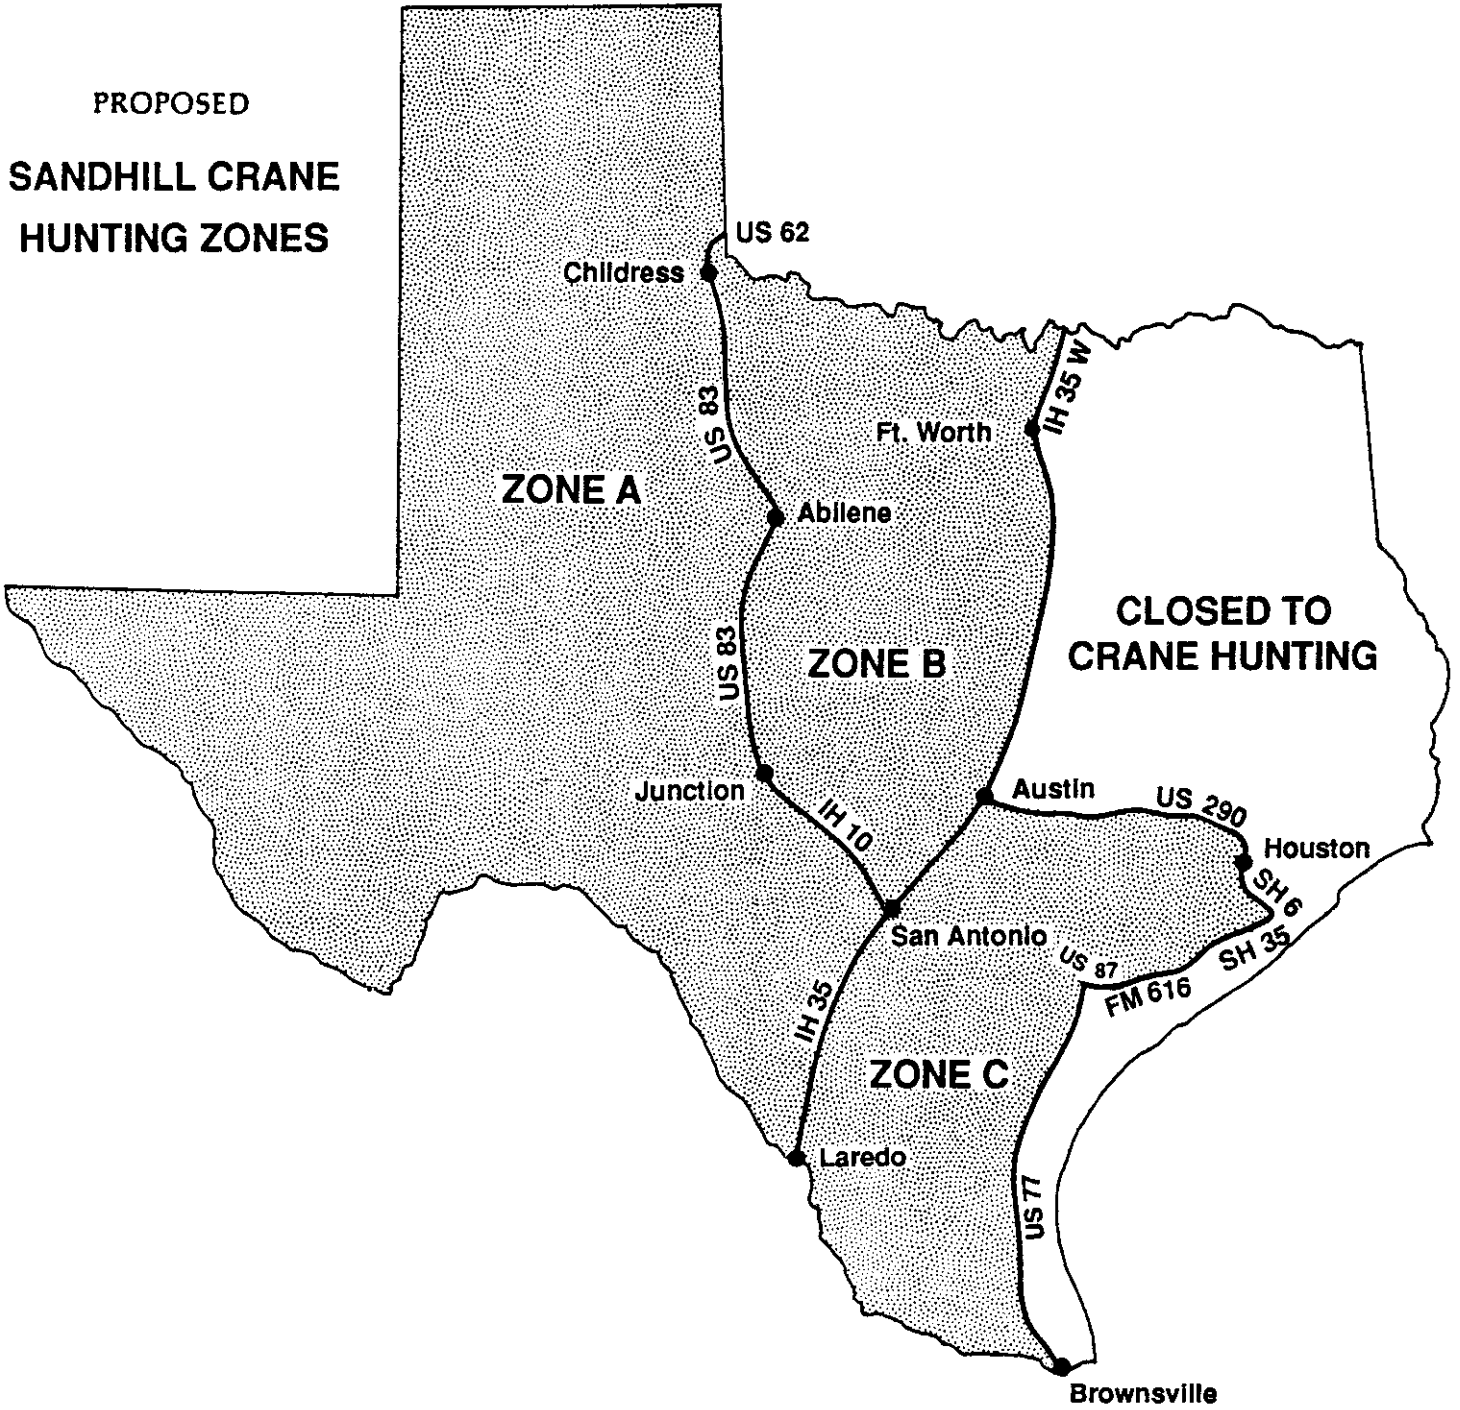 PROPOSED
SANDHILL CRANE
HUNTING ZONES
US 62
Childress
IH 35 W
US 83
Ft. Worth
ZONE A
Abilene
CLOSED TO
CRANE HUNTING
US 83
ZONE B
Junction
IH 10
Austin
US 290
Houston
SH 6
San Antonio
SH 35
US 87
FM 616
IH 35
ZONE C
Laredo
US 77
Brownsville